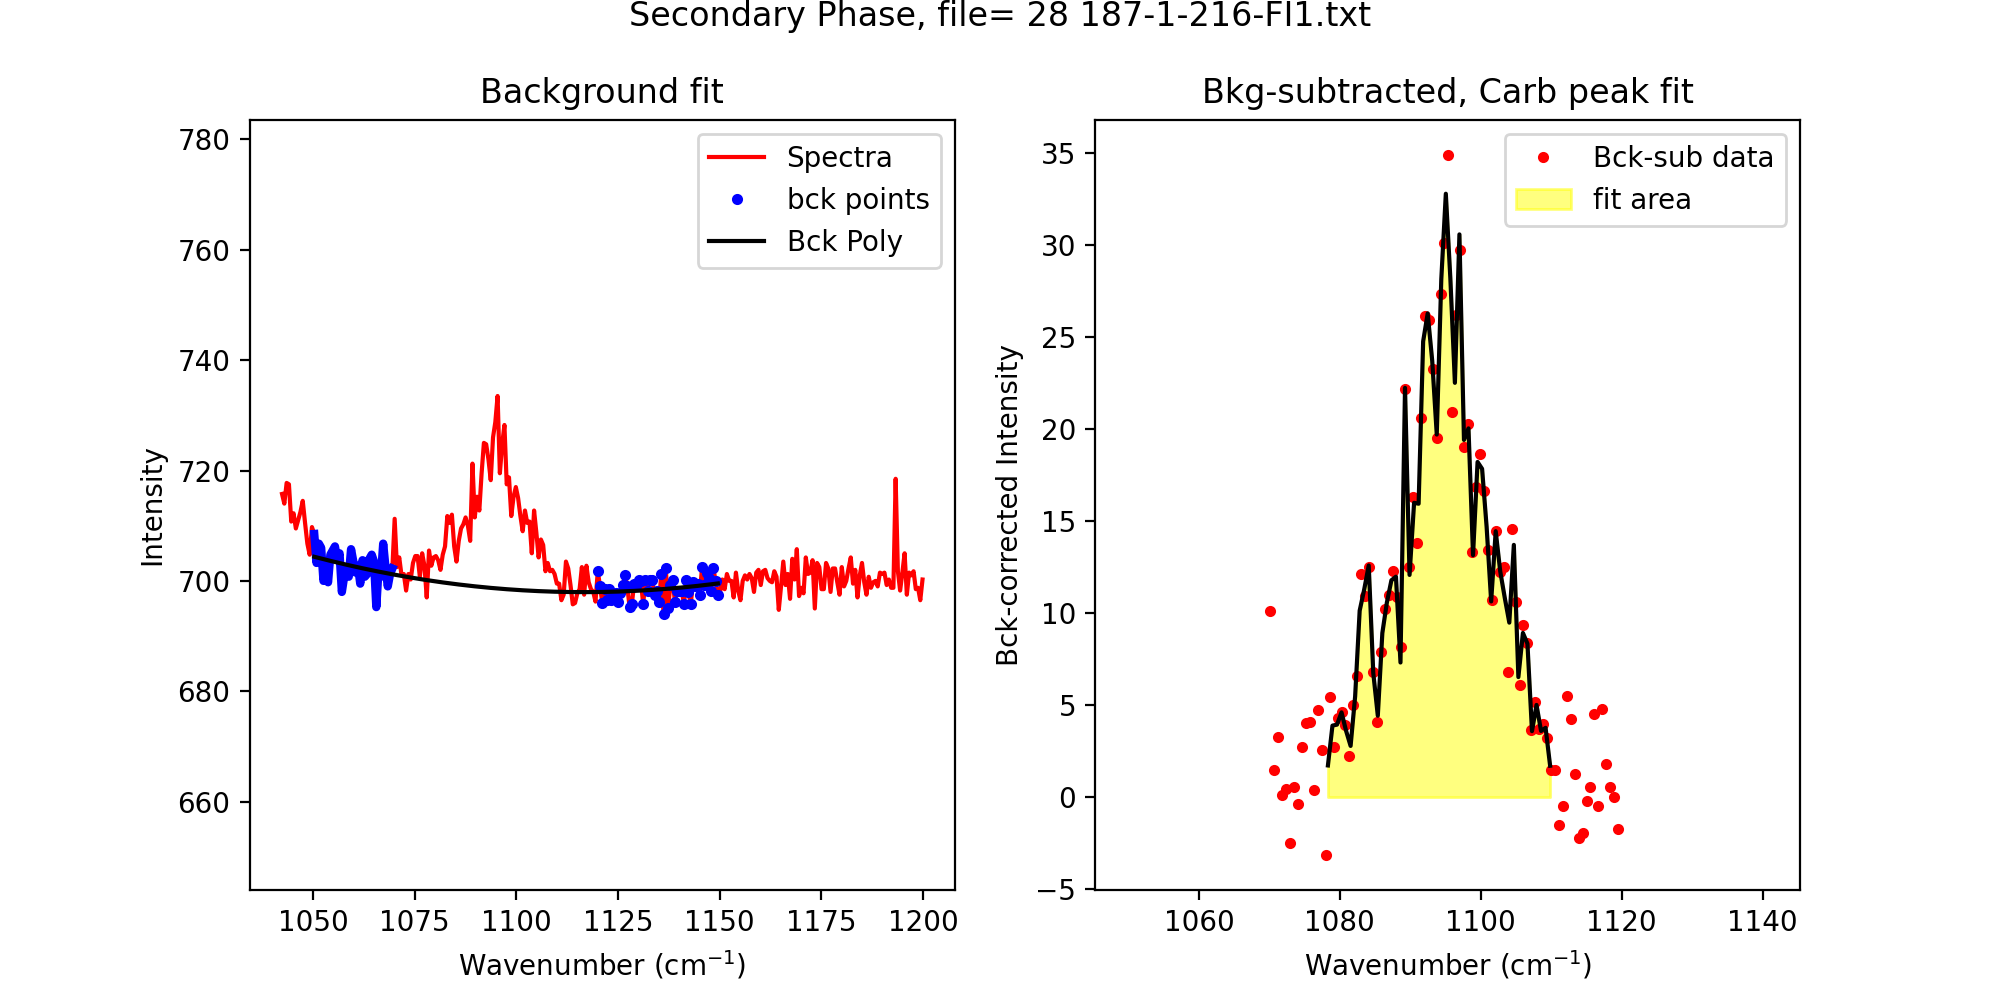 Secondary Phase, file= 28 187-1-216-FI1.txt
Background fit
Spectra
bck points
Bck Poly
780
760
740
720
700
680
660
Intensity
1050 1075 1100 1125 1150 1175 1200
Wavenumber (cm⁻¹)
Bkg-subtracted, Carb peak fit
Bck-sub data
fit area
35
30
25
20
15
10
5
0
−5
Bck-corrected Intensity
1060 1080 1100 1120 1140
Wavenumber (cm⁻¹)